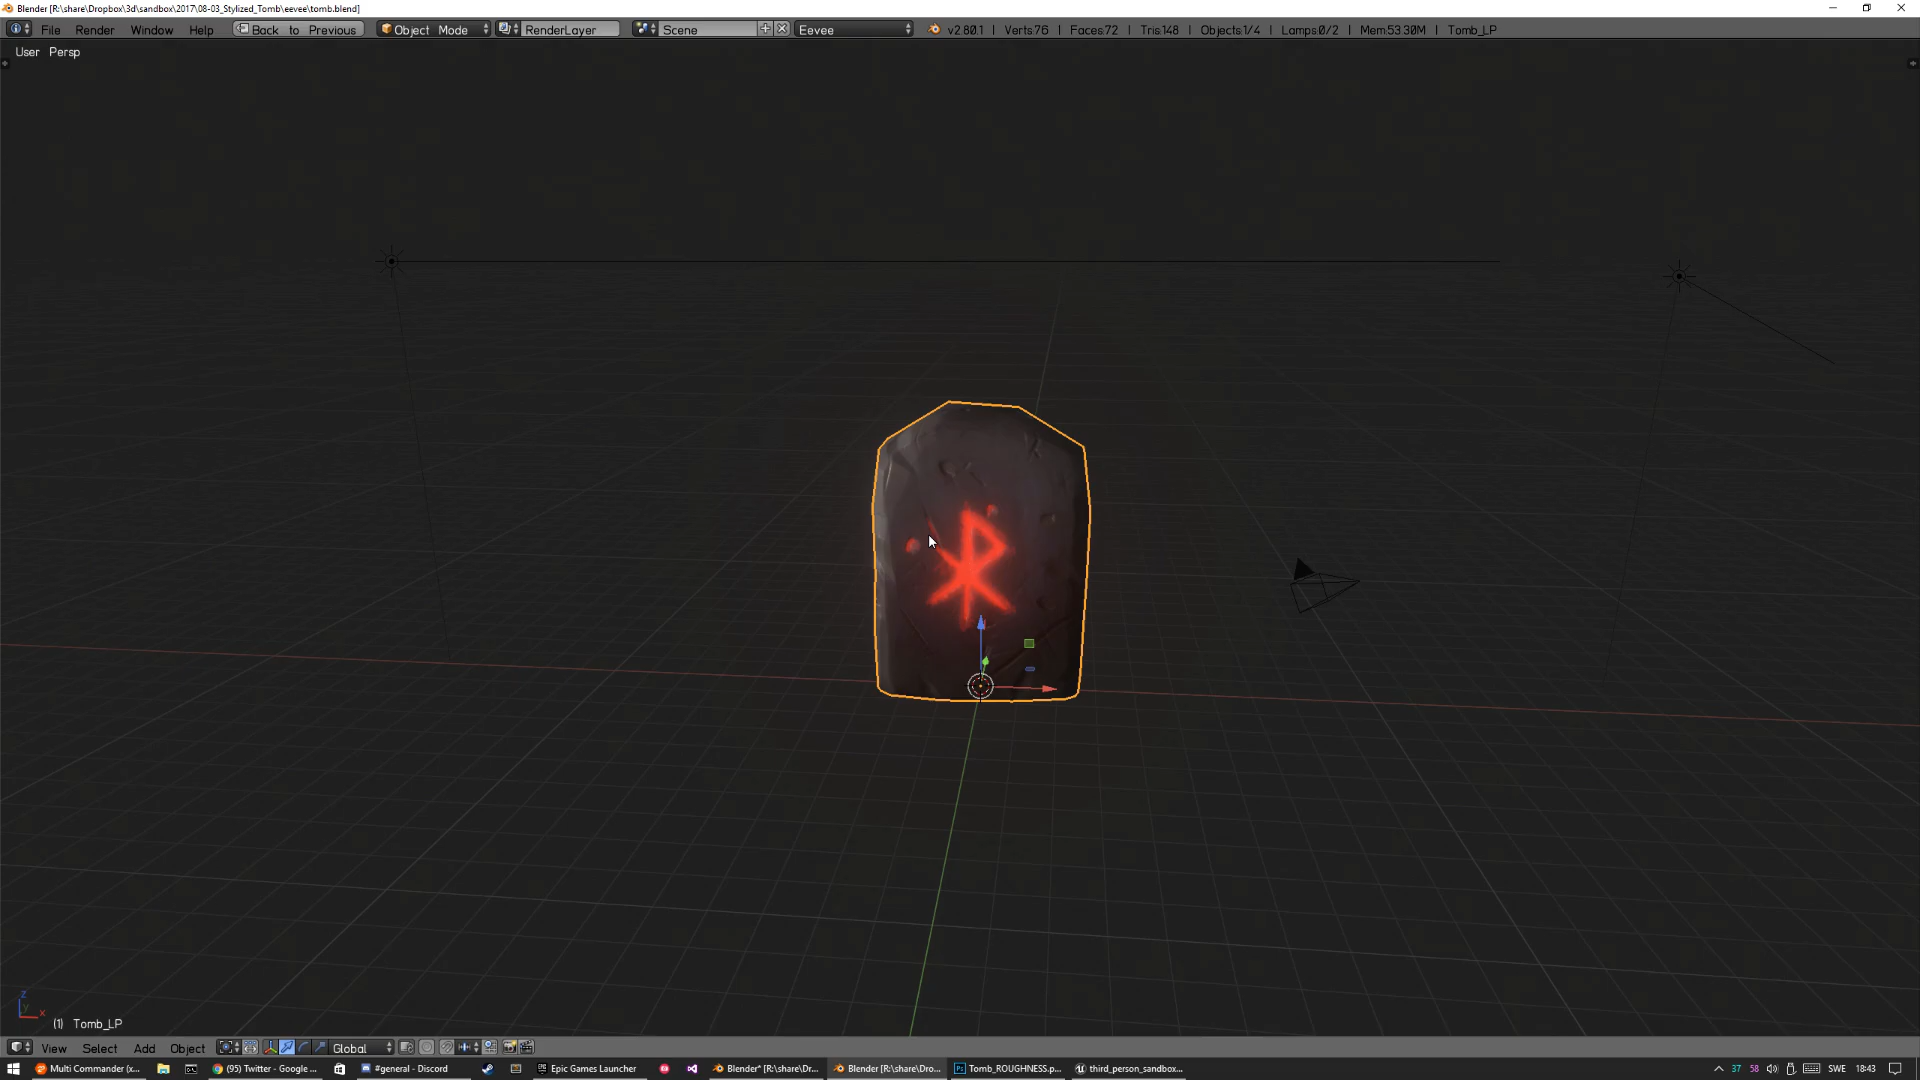 Blender [R:\share\Dropbox\3d\sandbox\2017\08-03_Stylized_Tomb\eevee\tomb.blend]
File Render Window Help Back to Previous Object Mode RenderLayer Scene Eevee v2.80.1 | Verts:76 | Faces:72 | Tris:148 | Objects:1/4 | Lamps:0/2 | Mem:53.30M | Tomb_LP
User Persp
z
y
x
(1) Tomb_LP
View Select Add Object Global
Multi Commander (x... (95) Twitter - Google ... #general - Discord Epic Games Launcher Blender* [R:\share\Dr... Blender [R:\share\Dro... Tomb_ROUGHNESS.p... third_person_sandbox... 37 58 SWE 18:43